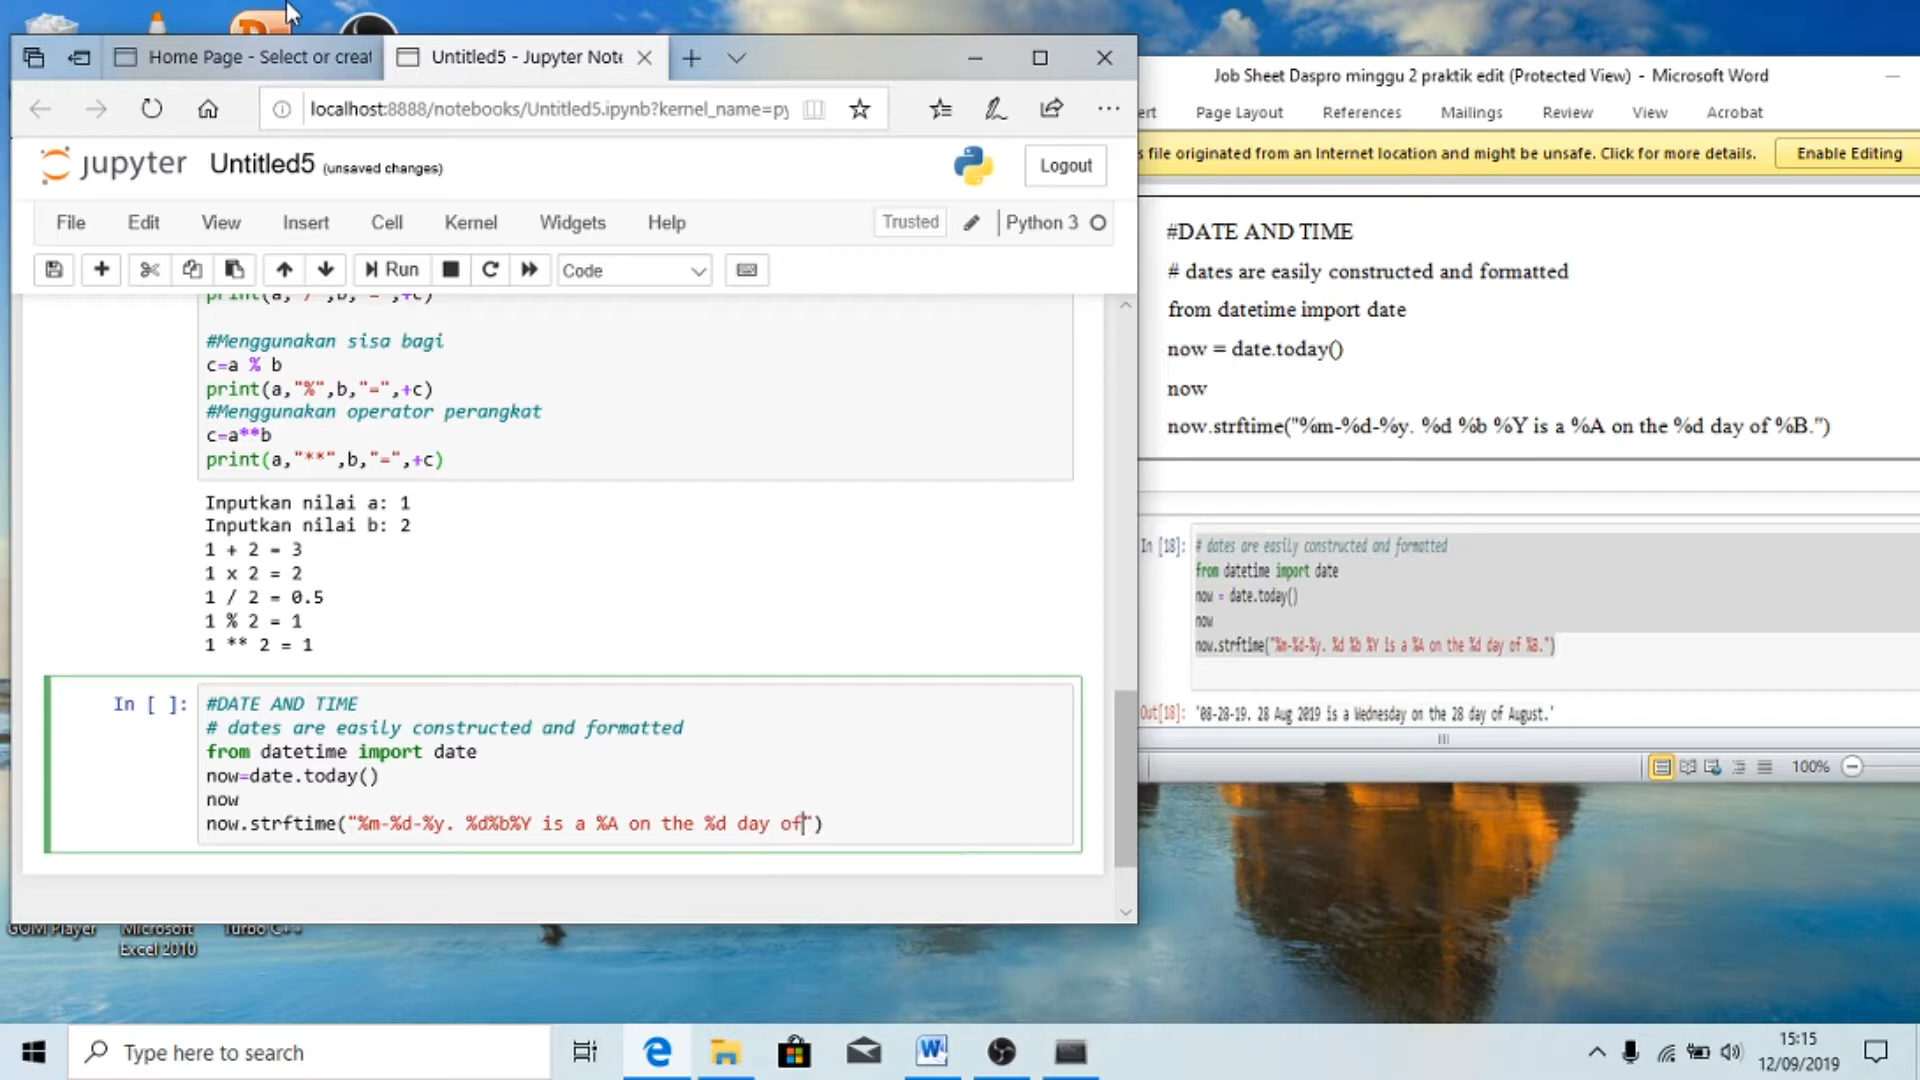 Home Page - Select or creat
Untitled5 - Jupyter Note
localhost:8888/notebooks/Untitled5.ipynb?kernel_name=py
jupyter Untitled5 (unsaved changes)
Logout
File Edit View Insert Cell Kernel Widgets Help
Trusted
Python 3
Run
Code
print(a,"/",b,"=",+c)
#Menggunakan sisa bagi
c=a % b
print(a,"%",b,"=",+c)
#Menggunakan operator perangkat
c=a**b
print(a,"**",b,"=",+c)
Inputkan nilai a: 1
Inputkan nilai b: 2
1 + 2 = 3
1 x 2 = 2
1 / 2 = 0.5
1 % 2 = 1
1 ** 2 = 1
In [ ]:
#DATE AND TIME
# dates are easily constructed and formatted
from datetime import date
now=date.today()
now
now.strftime("%m-%d-%y. %d%b%Y is a %A on the %d day of")
Job Sheet Daspro minggu 2 praktik edit (Protected View) - Microsoft Word
ert Page Layout References Mailings Review View Acrobat
s file originated from an Internet location and might be unsafe. Click for more details.
Enable Editing
#DATE AND TIME
# dates are easily constructed and formatted
from datetime import date
now = date.today()
now
now.strftime("%m-%d-%y. %d %b %Y is a %A on the %d day of %B.")
In [18]:
# dates are easily constructed and formatted
from datetime import date
now = date.today()
now
now.strftime("%m-%d-%y. %d %b %Y is a %A on the %d day of %B.")
Out[18]: '08-28-19. 28 Aug 2019 is a Wednesday on the 28 day of August.'
100%
GOM Player
Microsoft Excel 2010
Turbo C++
Type here to search
15:15
12/09/2019